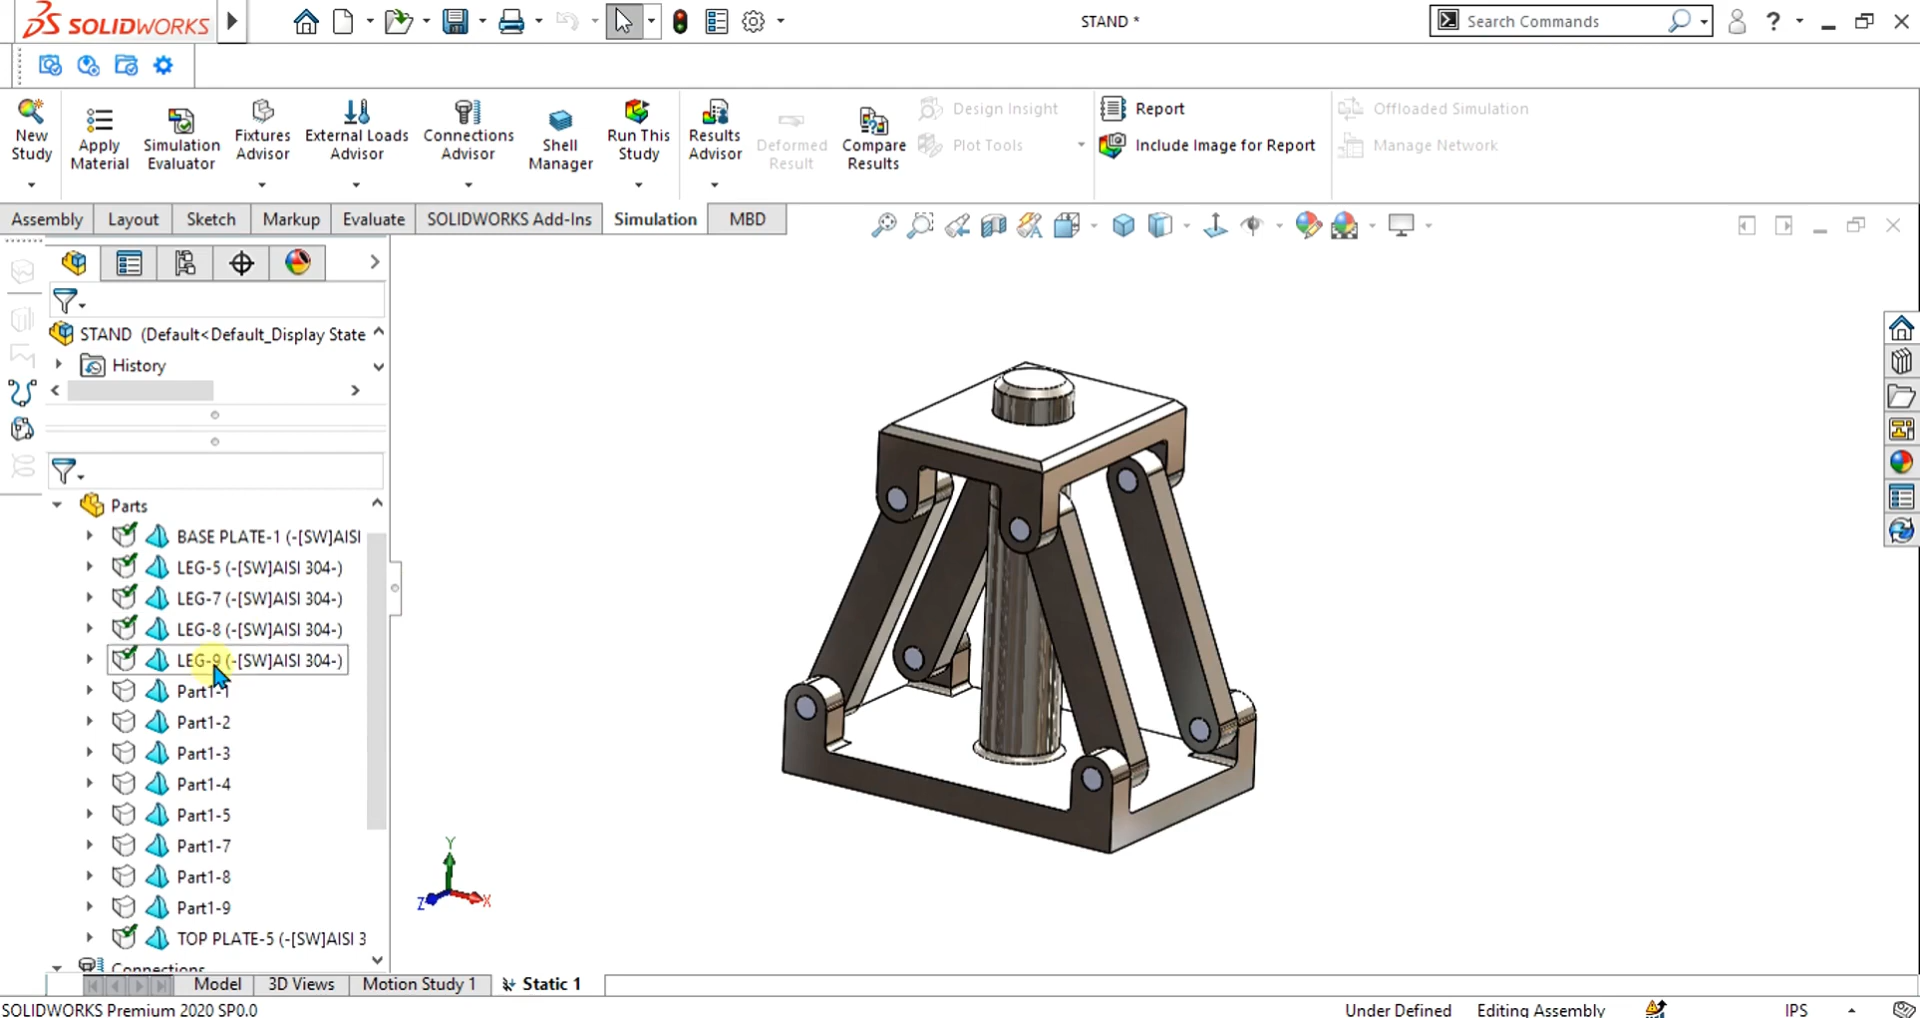 SOLIDWORKS
STAND *
Search Commands
New Study
Apply Material
Simulation Evaluator
Fixtures Advisor
External Loads Advisor
Connections Advisor
Shell Manager
Run This Study
Results Advisor
Deformed Result
Compare Results
Design Insight
Plot Tools
Report
Include Image for Report
Offloaded Simulation
Manage Network
Assembly
Layout
Sketch
Markup
Evaluate
SOLIDWORKS Add-Ins
Simulation
MBD
STAND (Default<Default_Display State
History
Parts
BASE PLATE-1 (-[SW]AISI
LEG-5 (-[SW]AISI 304-)
LEG-7 (-[SW]AISI 304-)
LEG-8 (-[SW]AISI 304-)
LEG-9 (-[SW]AISI 304-)
Part1-1
Part1-2
Part1-3
Part1-4
Part1-5
Part1-7
Part1-8
Part1-9
TOP PLATE-5 (-[SW]AISI 3
Connections
Y
Z
X
Model
3D Views
Motion Study 1
Static 1
SOLIDWORKS Premium 2020 SP0.0
Under Defined
Editing Assembly
IPS